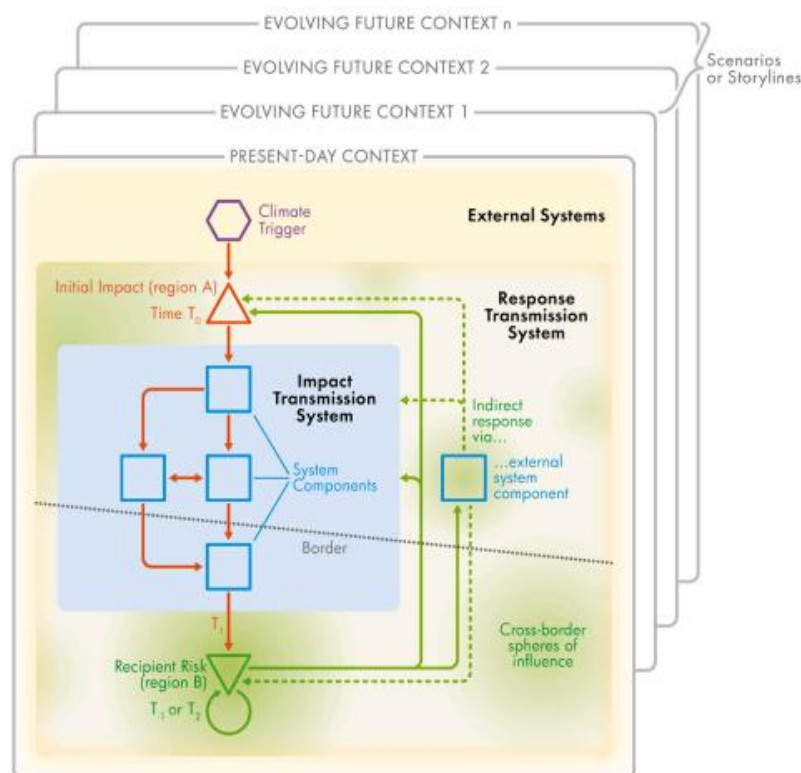 EVOLVING FUTURE CONTEXT n
Scenarios
or Storylines
EVOLVING FUTURE CONTEXT 2
EVOLVING FUTURE CONTEXT 1
PRESENT-DAY CONTEXT
Climate
Trigger
External Systems
Initial Impact (region A)
Time T₀
Response
Transmission
System
Impact
Transmission
System
Indirect
response
via...
...external
system
component
System
Components
Border
T₁
Cross-border
spheres of
influence
Recipient Risk
(region B)
T₋₁ or T₂